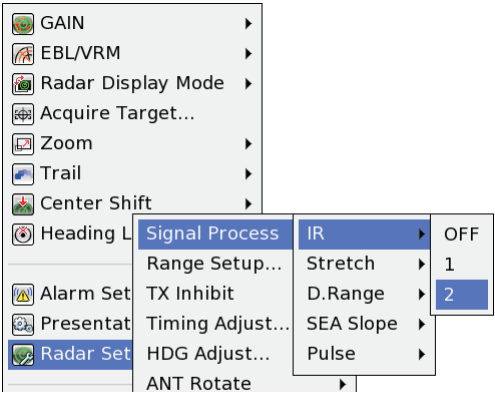 GAIN
EBL/VRM
Radar Display Mode
Acquire Target...
Zoom
Trail
Center Shift
Heading L
Alarm Set
Presentat
Radar Set
Signal Process
Range Setup...
TX Inhibit
Timing Adjust...
HDG Adjust...
ANT Rotate
IR
Stretch
D.Range
SEA Slope
Pulse
OFF
1
2